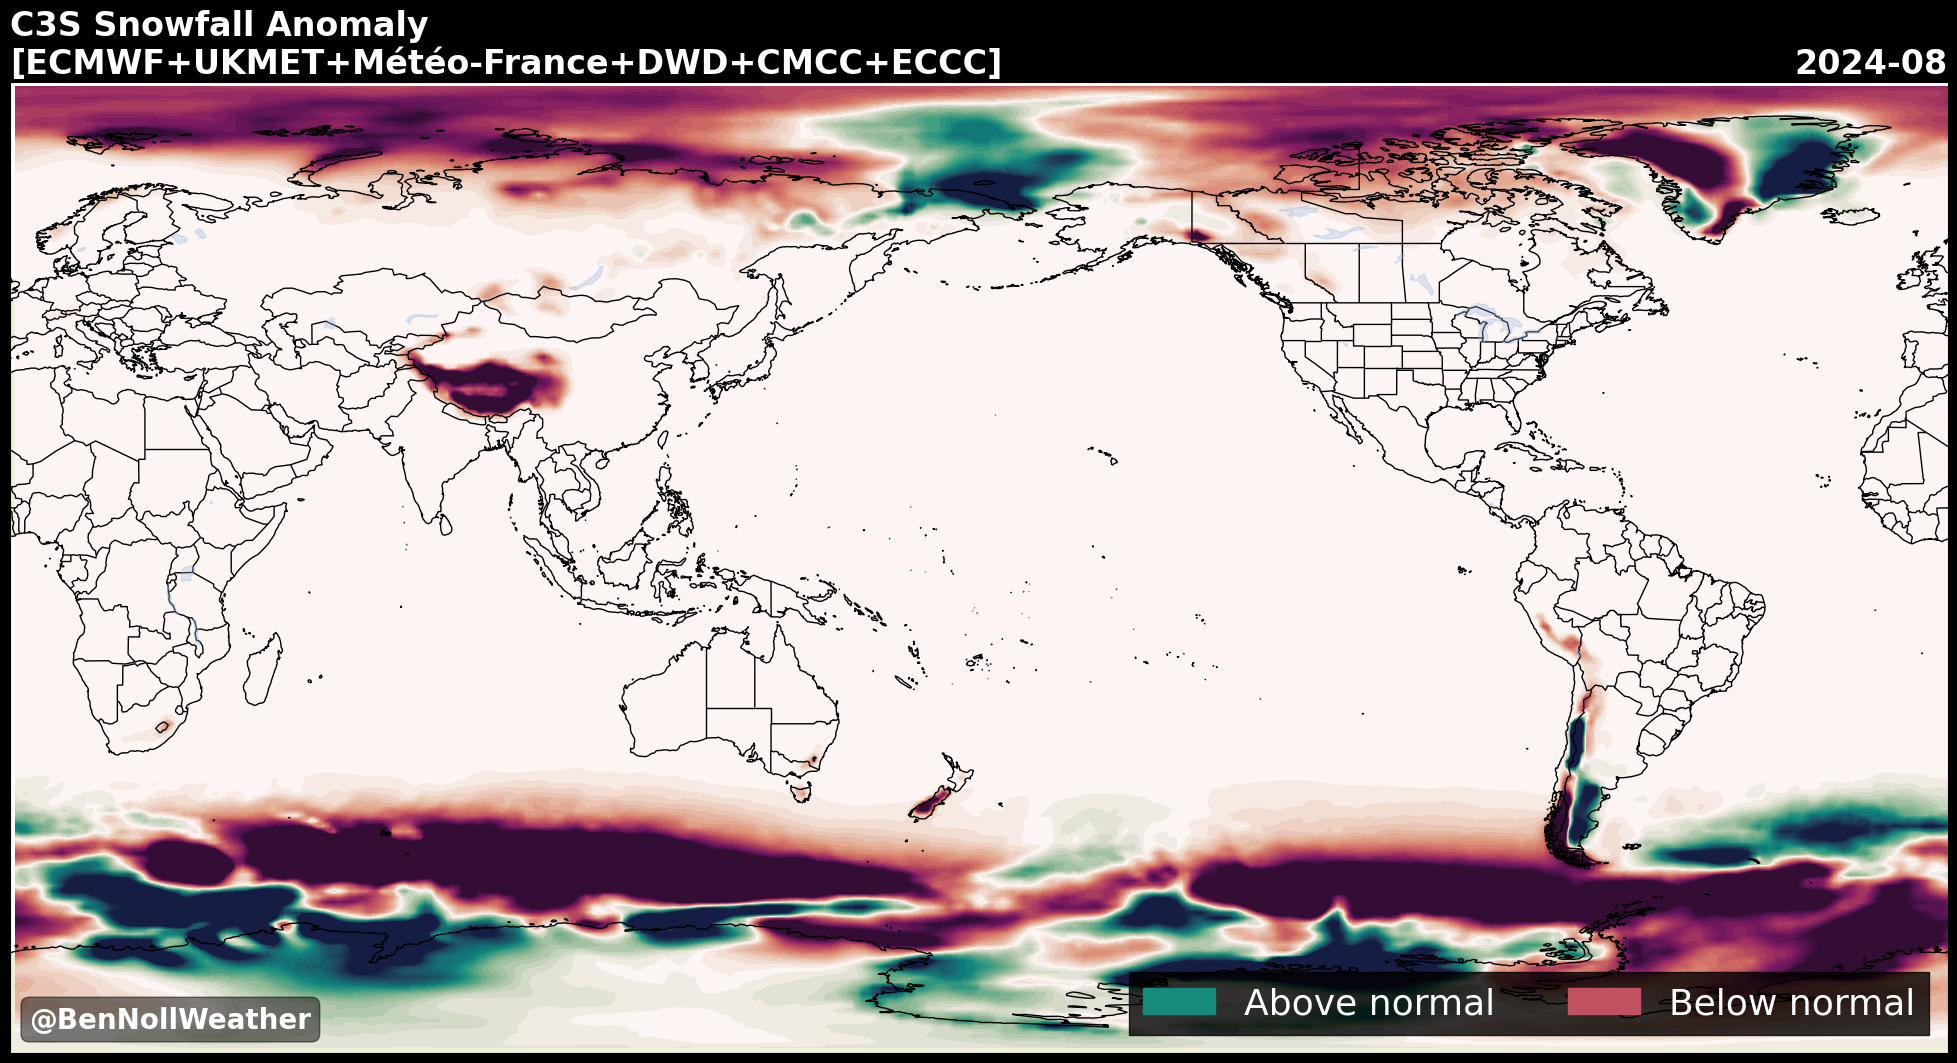 C3S Snowfall Anomaly
[ECMWF+UKMET+Météo-France+DWD+CMCC+ECCC]
2024-08
@BenNollWeather
Above normal
Below normal